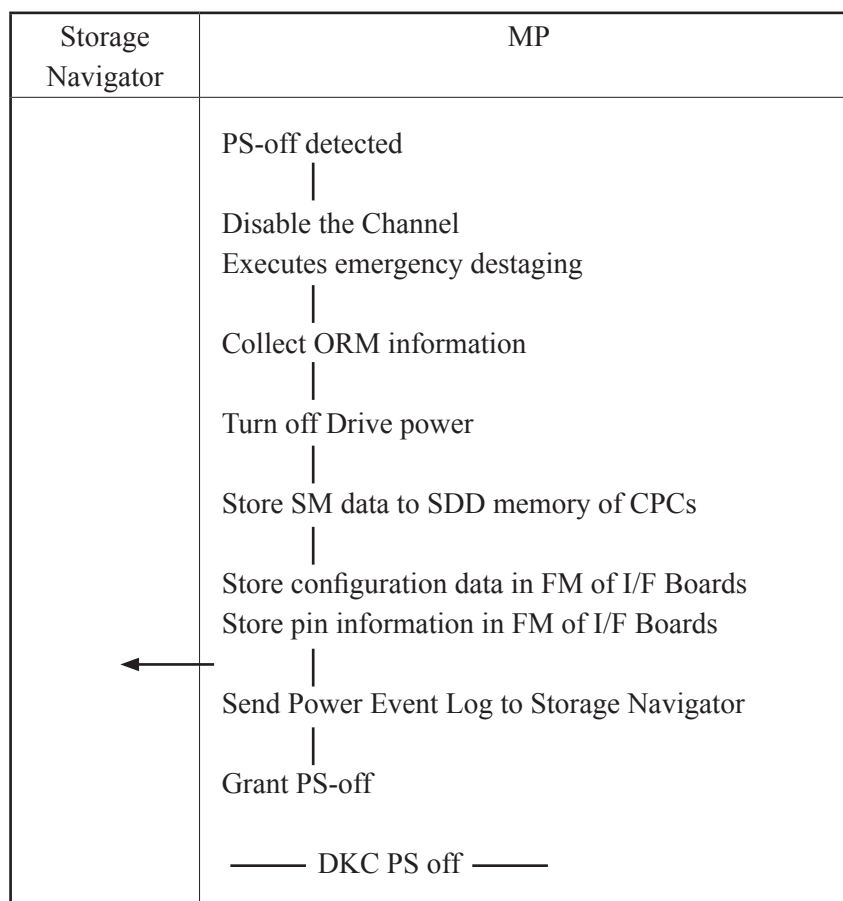 Storage
Navigator
MP
PS-off detected
Disable the Channel
Executes emergency destaging
Collect ORM information
Turn off Drive power
Store SM data to SDD memory of CPCs
Store configuration data in FM of I/F Boards
Store pin information in FM of I/F Boards
Send Power Event Log to Storage Navigator
Grant PS-off
DKC PS off